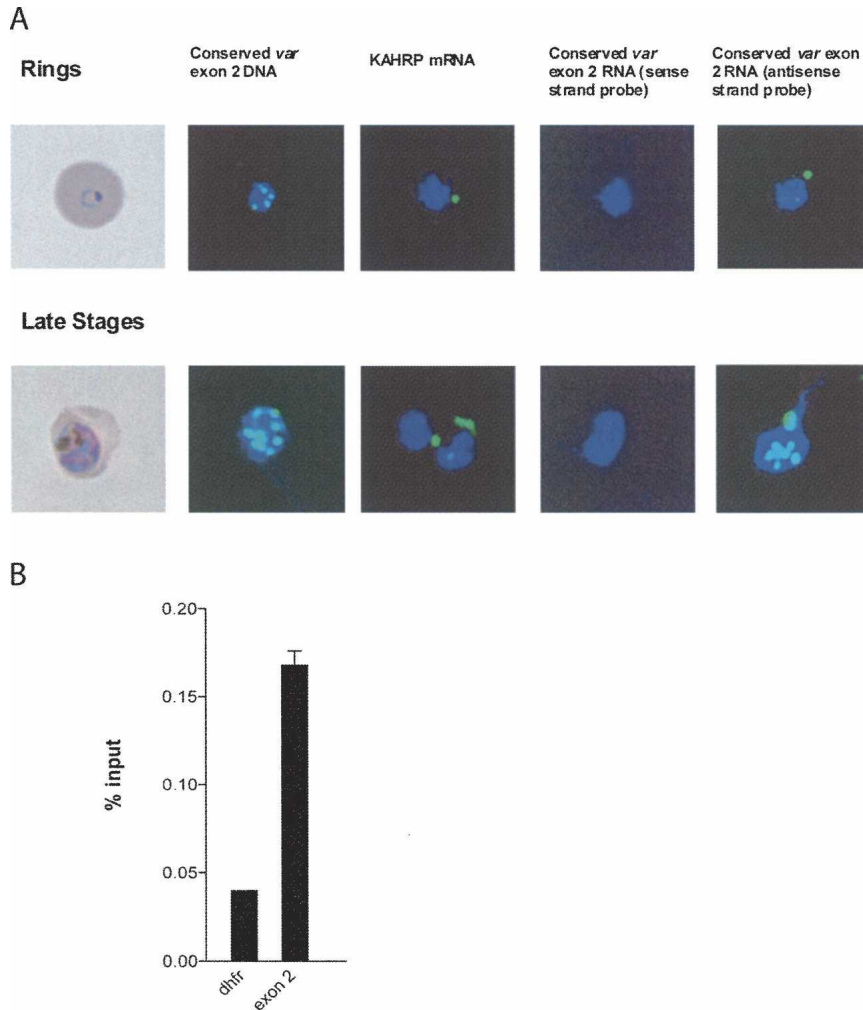 A
Rings
Conserved var
exon 2 DNA
KAHRP mRNA
Conserved var
exon 2 RNA (sense
strand probe)
Conserved var exon
2 RNA (antisense
strand probe)
Late Stages
B
% input
0.20
0.15
0.10
0.05
0.00
dhfr
exon 2